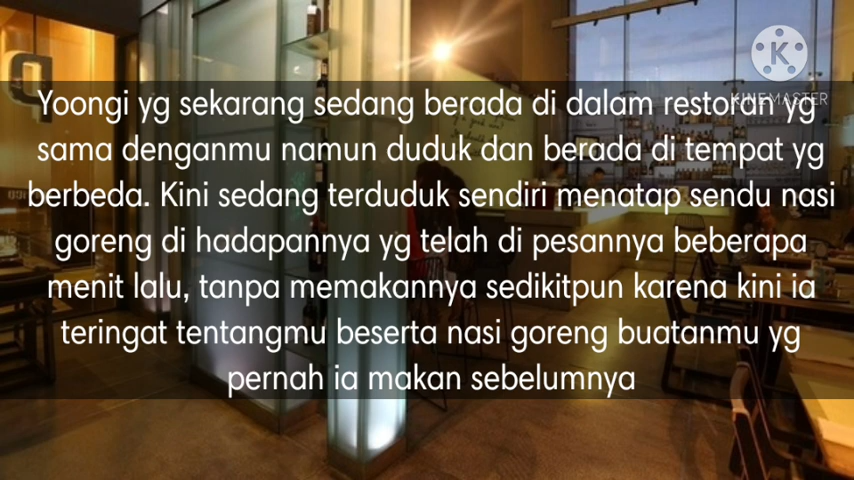 Yoongi yg sekarang sedang berada di dalam restoran yg
sama denganmu namun duduk dan berada di tempat yg
berbeda. Kini sedang terduduk sendiri menatap sendu nasi
goreng di hadapannya yg telah di pesannya beberapa
menit lalu, tanpa memakannya sedikitpun karena kini ia
teringat tentangmu beserta nasi goreng buatanmu yg
pernah ia makan sebelumnya
K
KINEMASTER